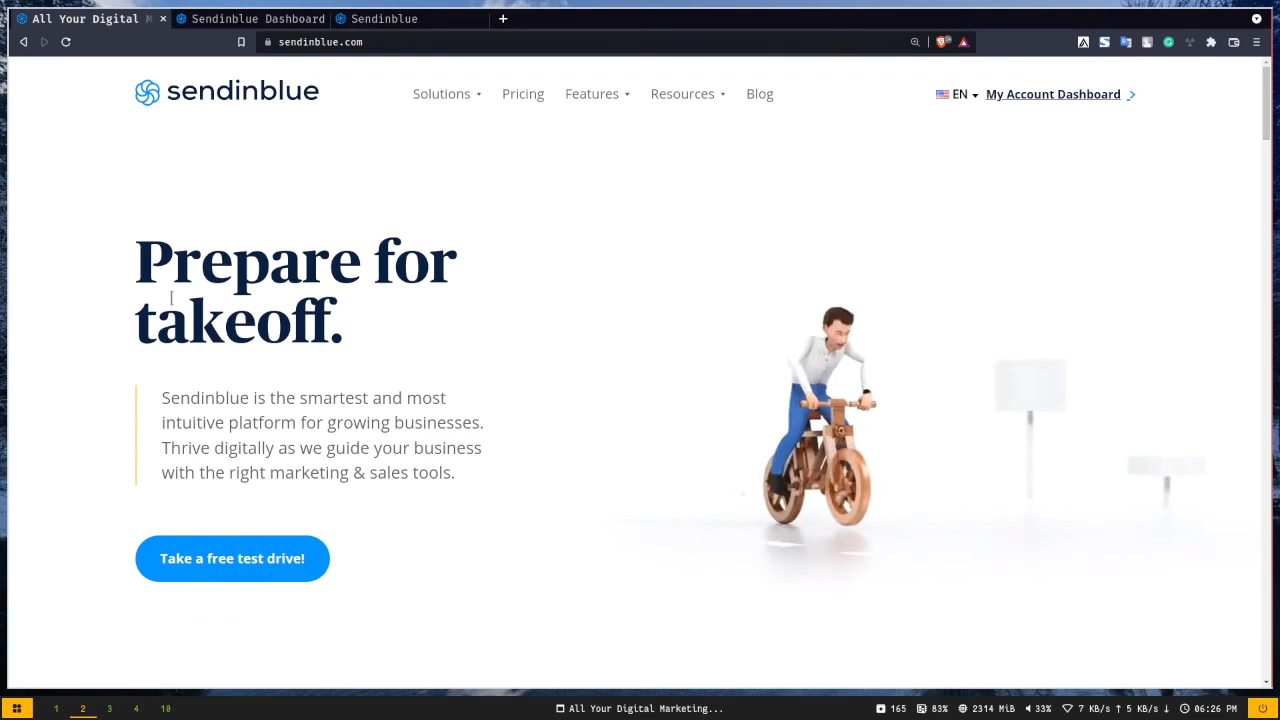 All Your Digital M
Sendinblue Dashboard
Sendinblue
sendinblue.com
sendinblue
Solutions
Pricing
Features
Resources
Blog
EN
My Account Dashboard
Prepare for
takeoff.
Sendinblue is the smartest and most
intuitive platform for growing businesses.
Thrive digitally as we guide your business
with the right marketing & sales tools.
Take a free test drive!
1 2 3 4 10
All Your Digital Marketing...
165 83% 2314 MiB 33% 7 KB/s ↑ 5 KB/s ↓ 06:26 PM